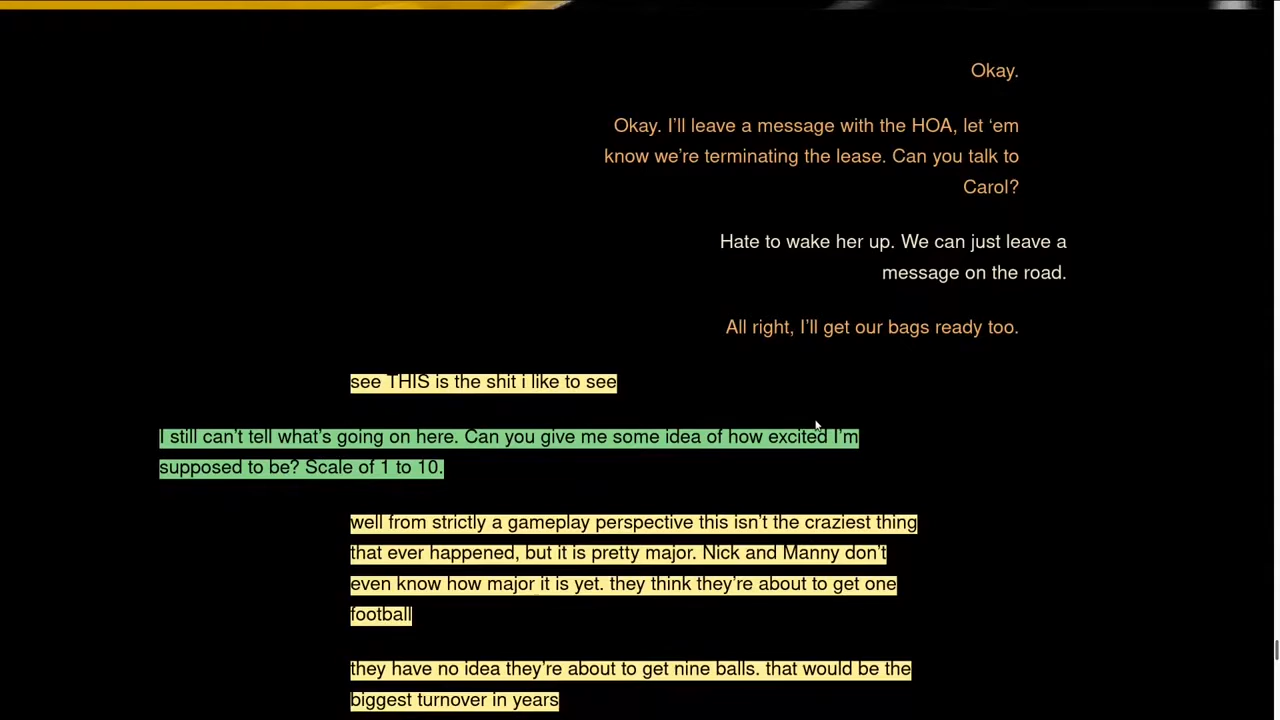 Okay.
Okay. I’ll leave a message with the HOA, let ‘em
know we’re terminating the lease. Can you talk to
Carol?
Hate to wake her up. We can just leave a
message on the road.
All right, I’ll get our bags ready too.
see THIS is the shit i like to see
I still can’t tell what’s going on here. Can you give me some idea of how excited I’m
supposed to be? Scale of 1 to 10.
well from strictly a gameplay perspective this isn’t the craziest thing
that ever happened, but it is pretty major. Nick and Manny don’t
even know how major it is yet. they think they’re about to get one
football
they have no idea they’re about to get nine balls. that would be the
biggest turnover in years